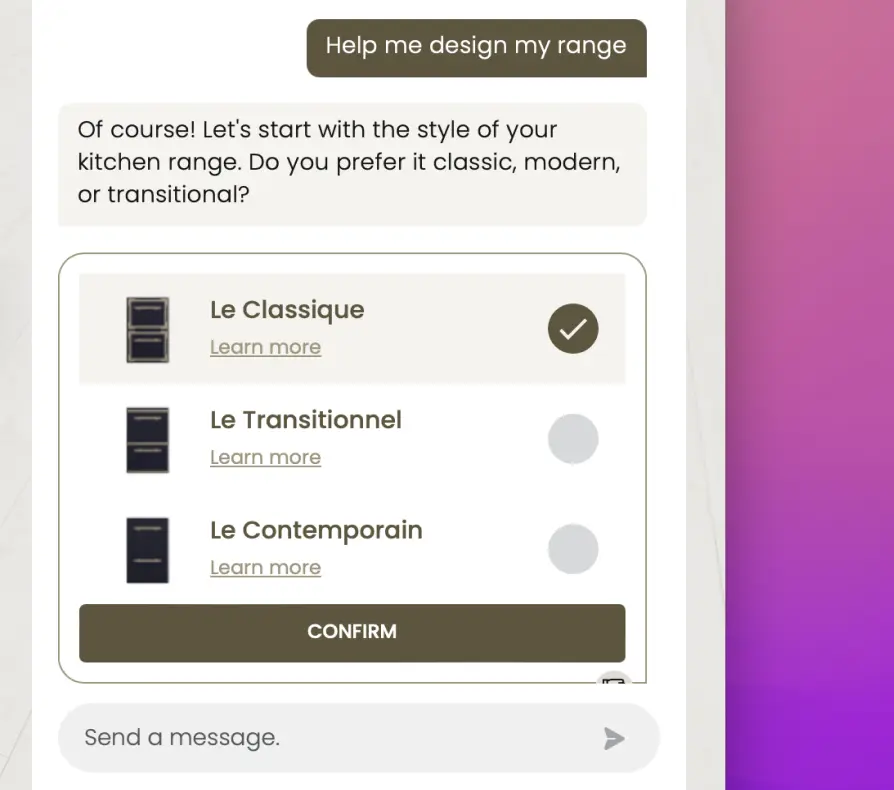 Help me design my range
Of course! Let's start with the style of your
kitchen range. Do you prefer it classic, modern,
or transitional?
Le Classique
Learn more
Le Transitionnel
Learn more
Le Contemporain
Learn more
CONFIRM
Send a message.